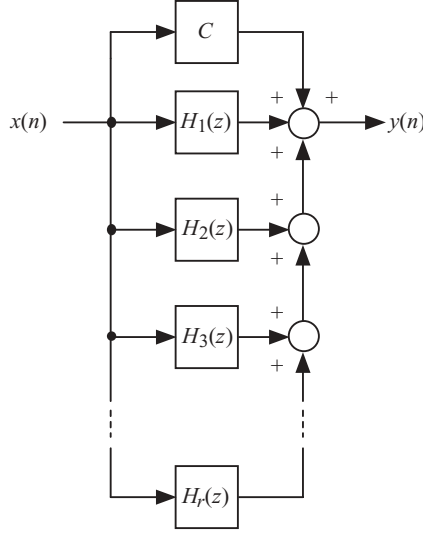 C
+ +
x(n) H₁(z) y(n)
+
+
H₂(z)
+
+
H₃(z)
+
Hᵣ(z)